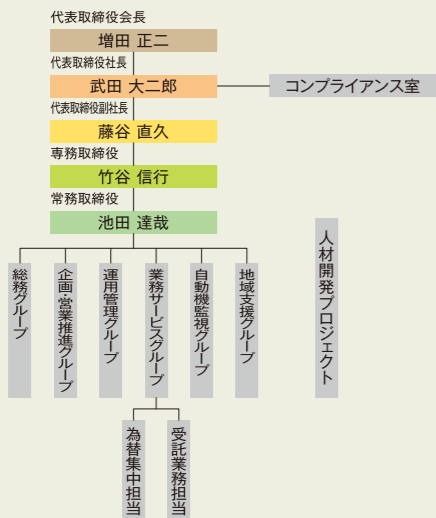 代表取締役会長
増田 正二
代表取締役社長
武田 大二郎
コンプライアンス室
代表取締役副社長
藤谷 直久
専務取締役
竹谷 信行
常務取締役
池田 達哉
総務グループ
企画・営業推進グループ
運用管理グループ
業務サービスグループ
自動機監視グループ
地域支援グループ
人材開発プロジェクト
為替集中担当
受託業務担当